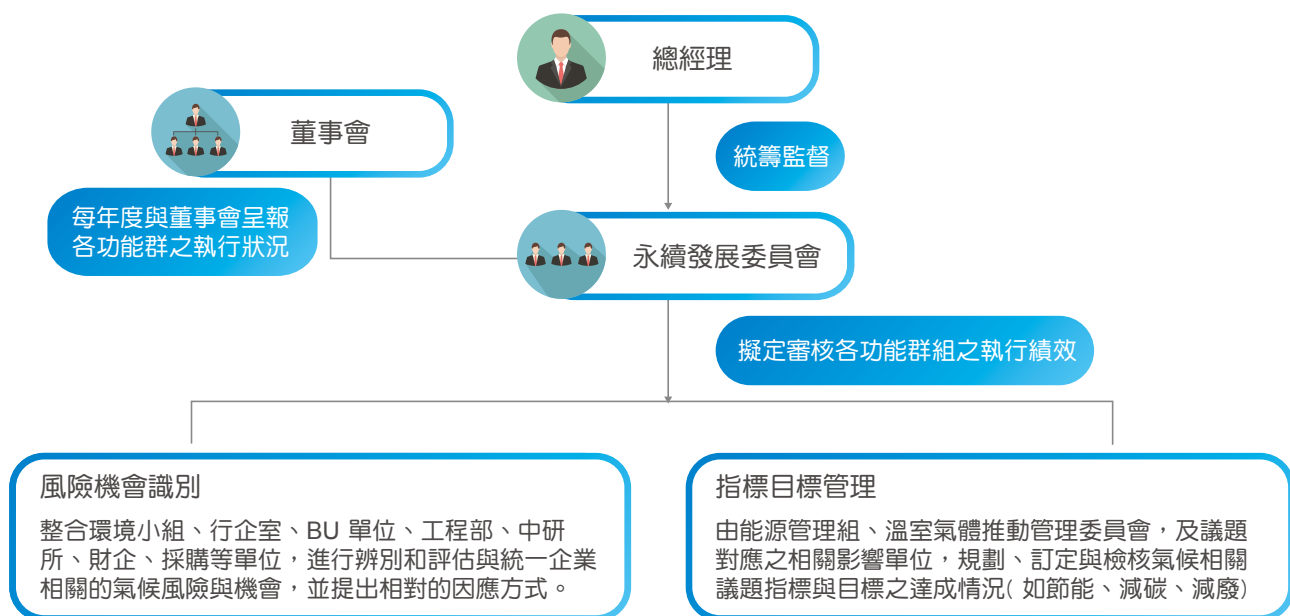 總經理
董事會
統籌監督
每年度與董事會呈報
各功能群之執行狀況
永續發展委員會
擬定審核各功能群組之執行績效
風險機會識別
整合環境小組、行企室、BU 單位、工程部、中研
所、財企、採購等單位，進行辨別和評估與統一企業
相關的氣候風險與機會，並提出相對的因應方式。
指標目標管理
由能源管理組、溫室氣體推動管理委員會，及議題
對應之相關影響單位，規劃、訂定與檢核氣候相關
議題指標與目標之達成情況( 如節能、減碳、減廢)